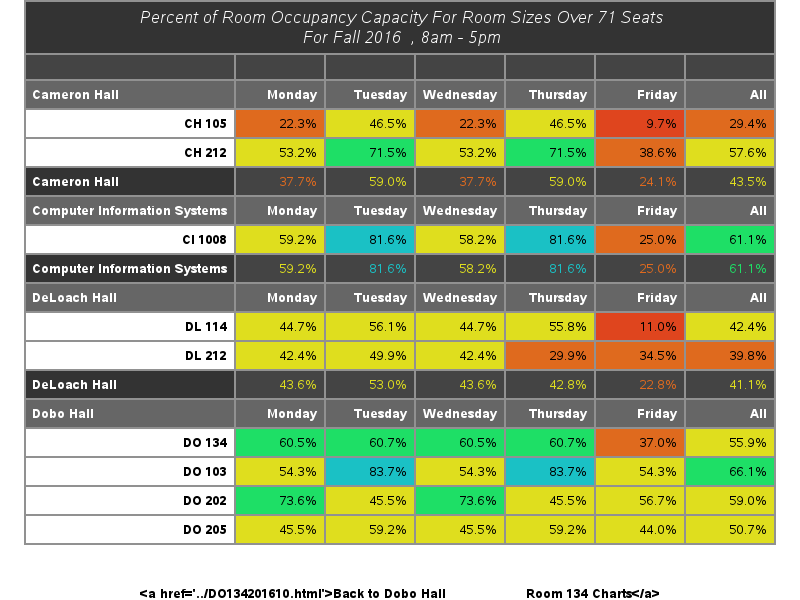 Percent of Room Occupancy Capacity For Room Sizes Over 71 Seats
For Fall 2016 , 8am - 5pm
Cameron Hall Monday Tuesday Wednesday Thursday Friday All
CH 105 22.3% 46.5% 22.3% 46.5% 9.7% 29.4%
CH 212 53.2% 71.5% 53.2% 71.5% 38.6% 57.6%
Cameron Hall 37.7% 59.0% 37.7% 59.0% 24.1% 43.5%
Computer Information Systems Monday Tuesday Wednesday Thursday Friday All
CI 1008 59.2% 81.6% 58.2% 81.6% 25.0% 61.1%
Computer Information Systems 59.2% 81.6% 58.2% 81.6% 25.0% 61.1%
DeLoach Hall Monday Tuesday Wednesday Thursday Friday All
DL 114 44.7% 56.1% 44.7% 55.8% 11.0% 42.4%
DL 212 42.4% 49.9% 42.4% 29.9% 34.5% 39.8%
DeLoach Hall 43.6% 53.0% 43.6% 42.8% 22.8% 41.1%
Dobo Hall Monday Tuesday Wednesday Thursday Friday All
DO 134 60.5% 60.7% 60.5% 60.7% 37.0% 55.9%
DO 103 54.3% 83.7% 54.3% 83.7% 54.3% 66.1%
DO 202 73.6% 45.5% 73.6% 45.5% 56.7% 59.0%
DO 205 45.5% 59.2% 45.5% 59.2% 44.0% 50.7%
<a href='../DO134201610.html'>Back to Dobo Hall Room 134 Charts</a>